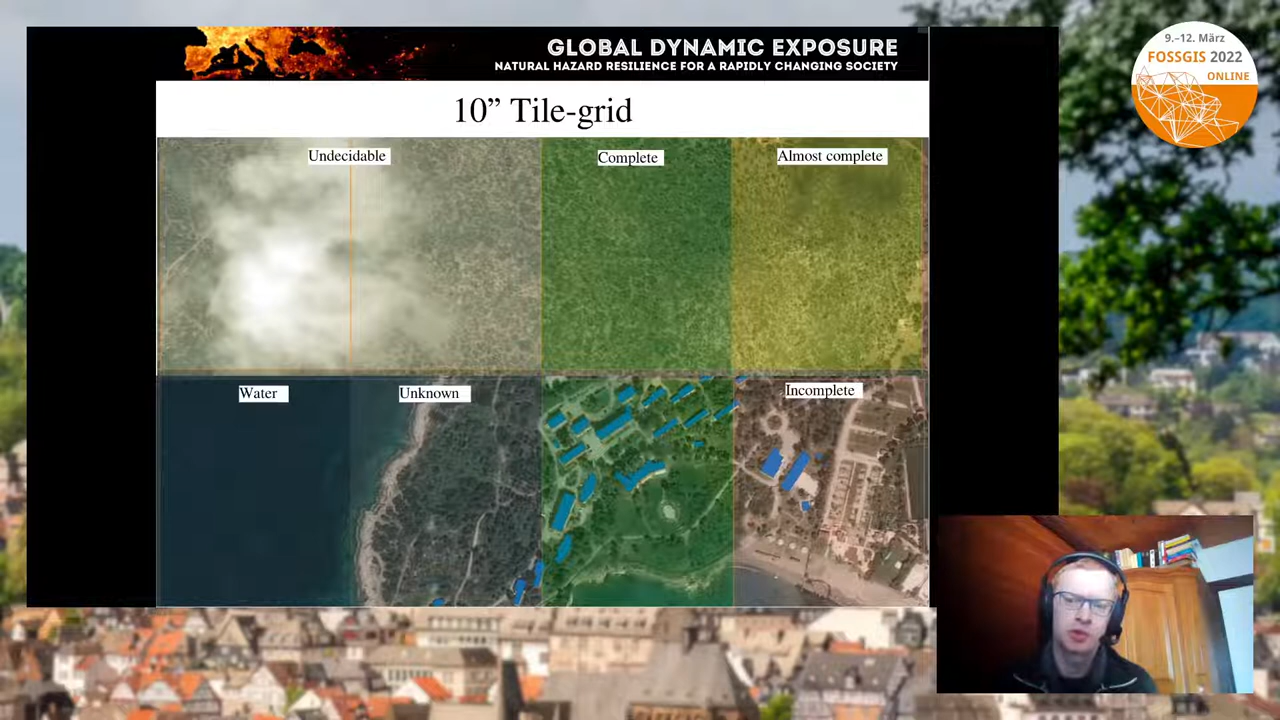 GLOBAL DYNAMIC EXPOSURE
NATURAL HAZARD RESILIENCE FOR A RAPIDLY CHANGING SOCIETY
9.–12. März
FOSSGIS 2022
ONLINE
10” Tile-grid
Undecidable
Complete
Almost complete
Water
Unknown
Incomplete